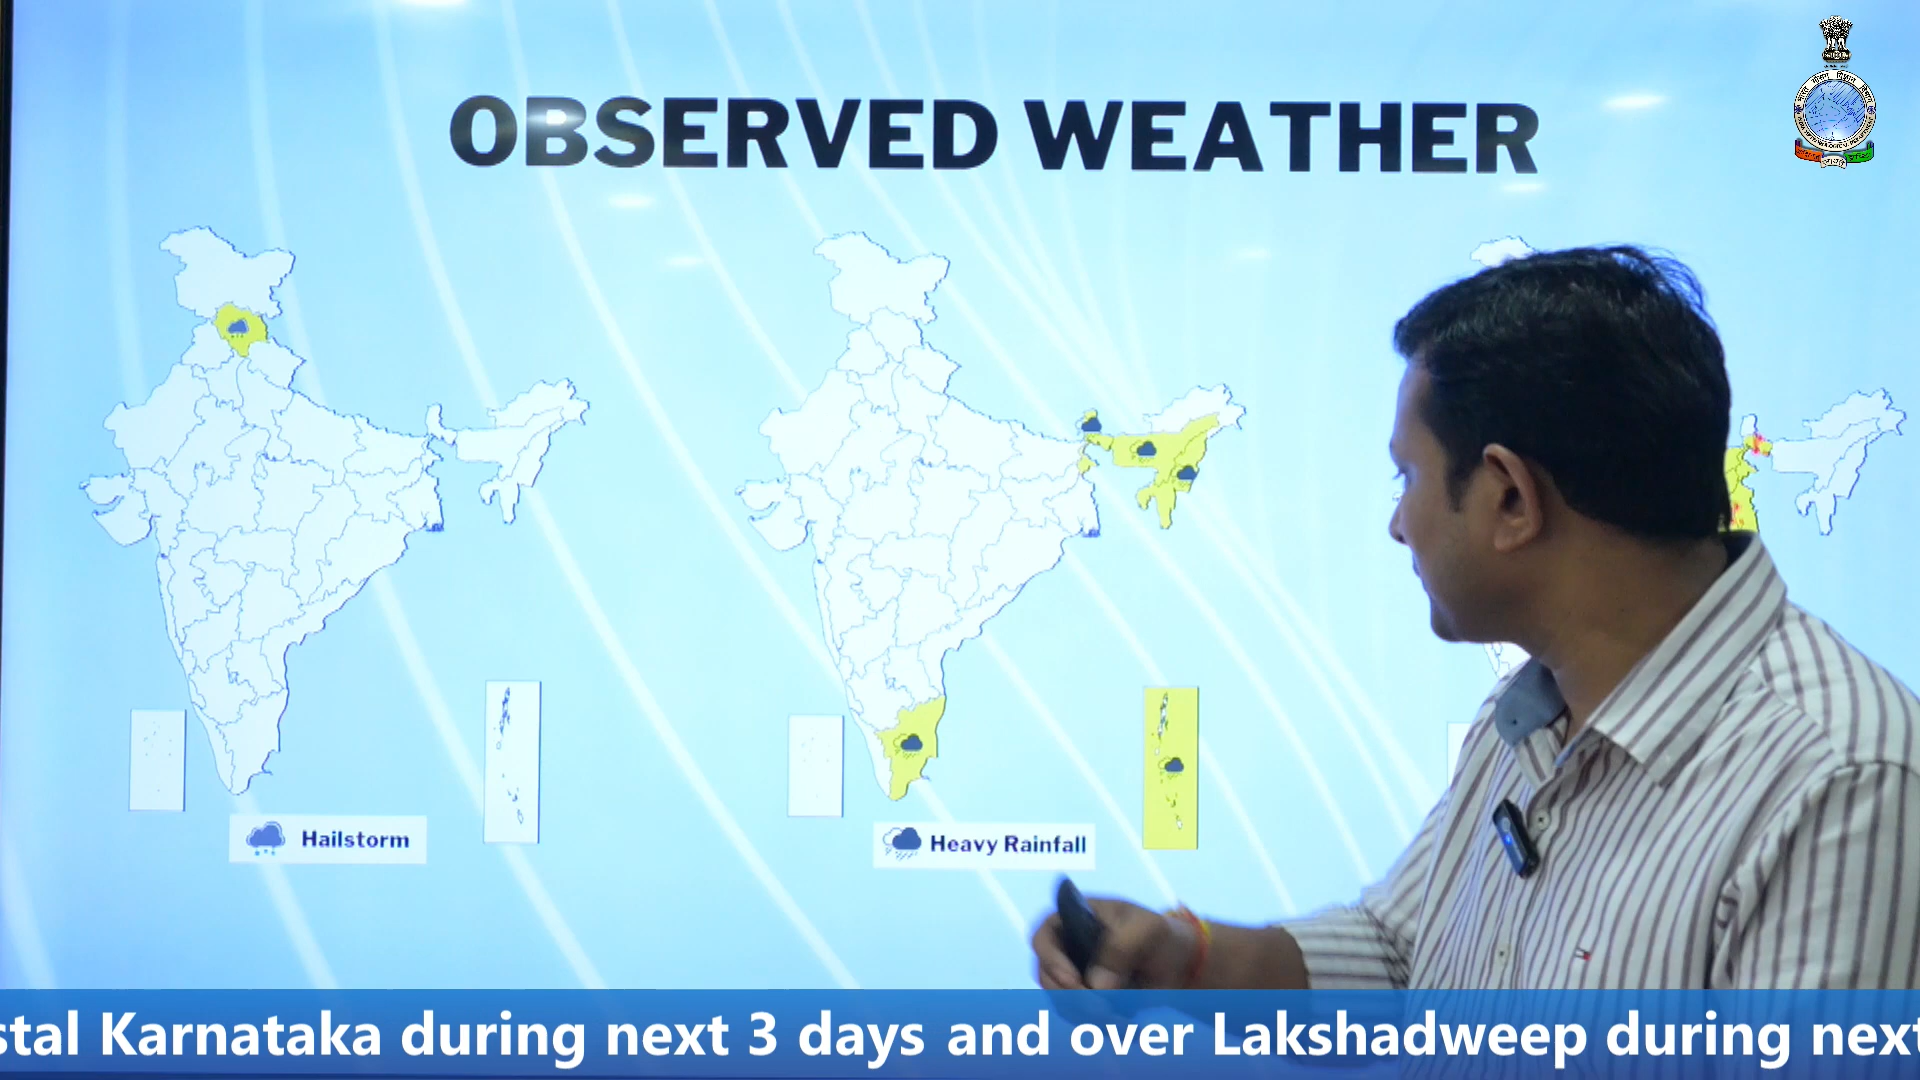 OBSERVED WEATHER
Hailstorm
Heavy Rainfall
stal Karnataka during next 3 days and over Lakshadweep during next